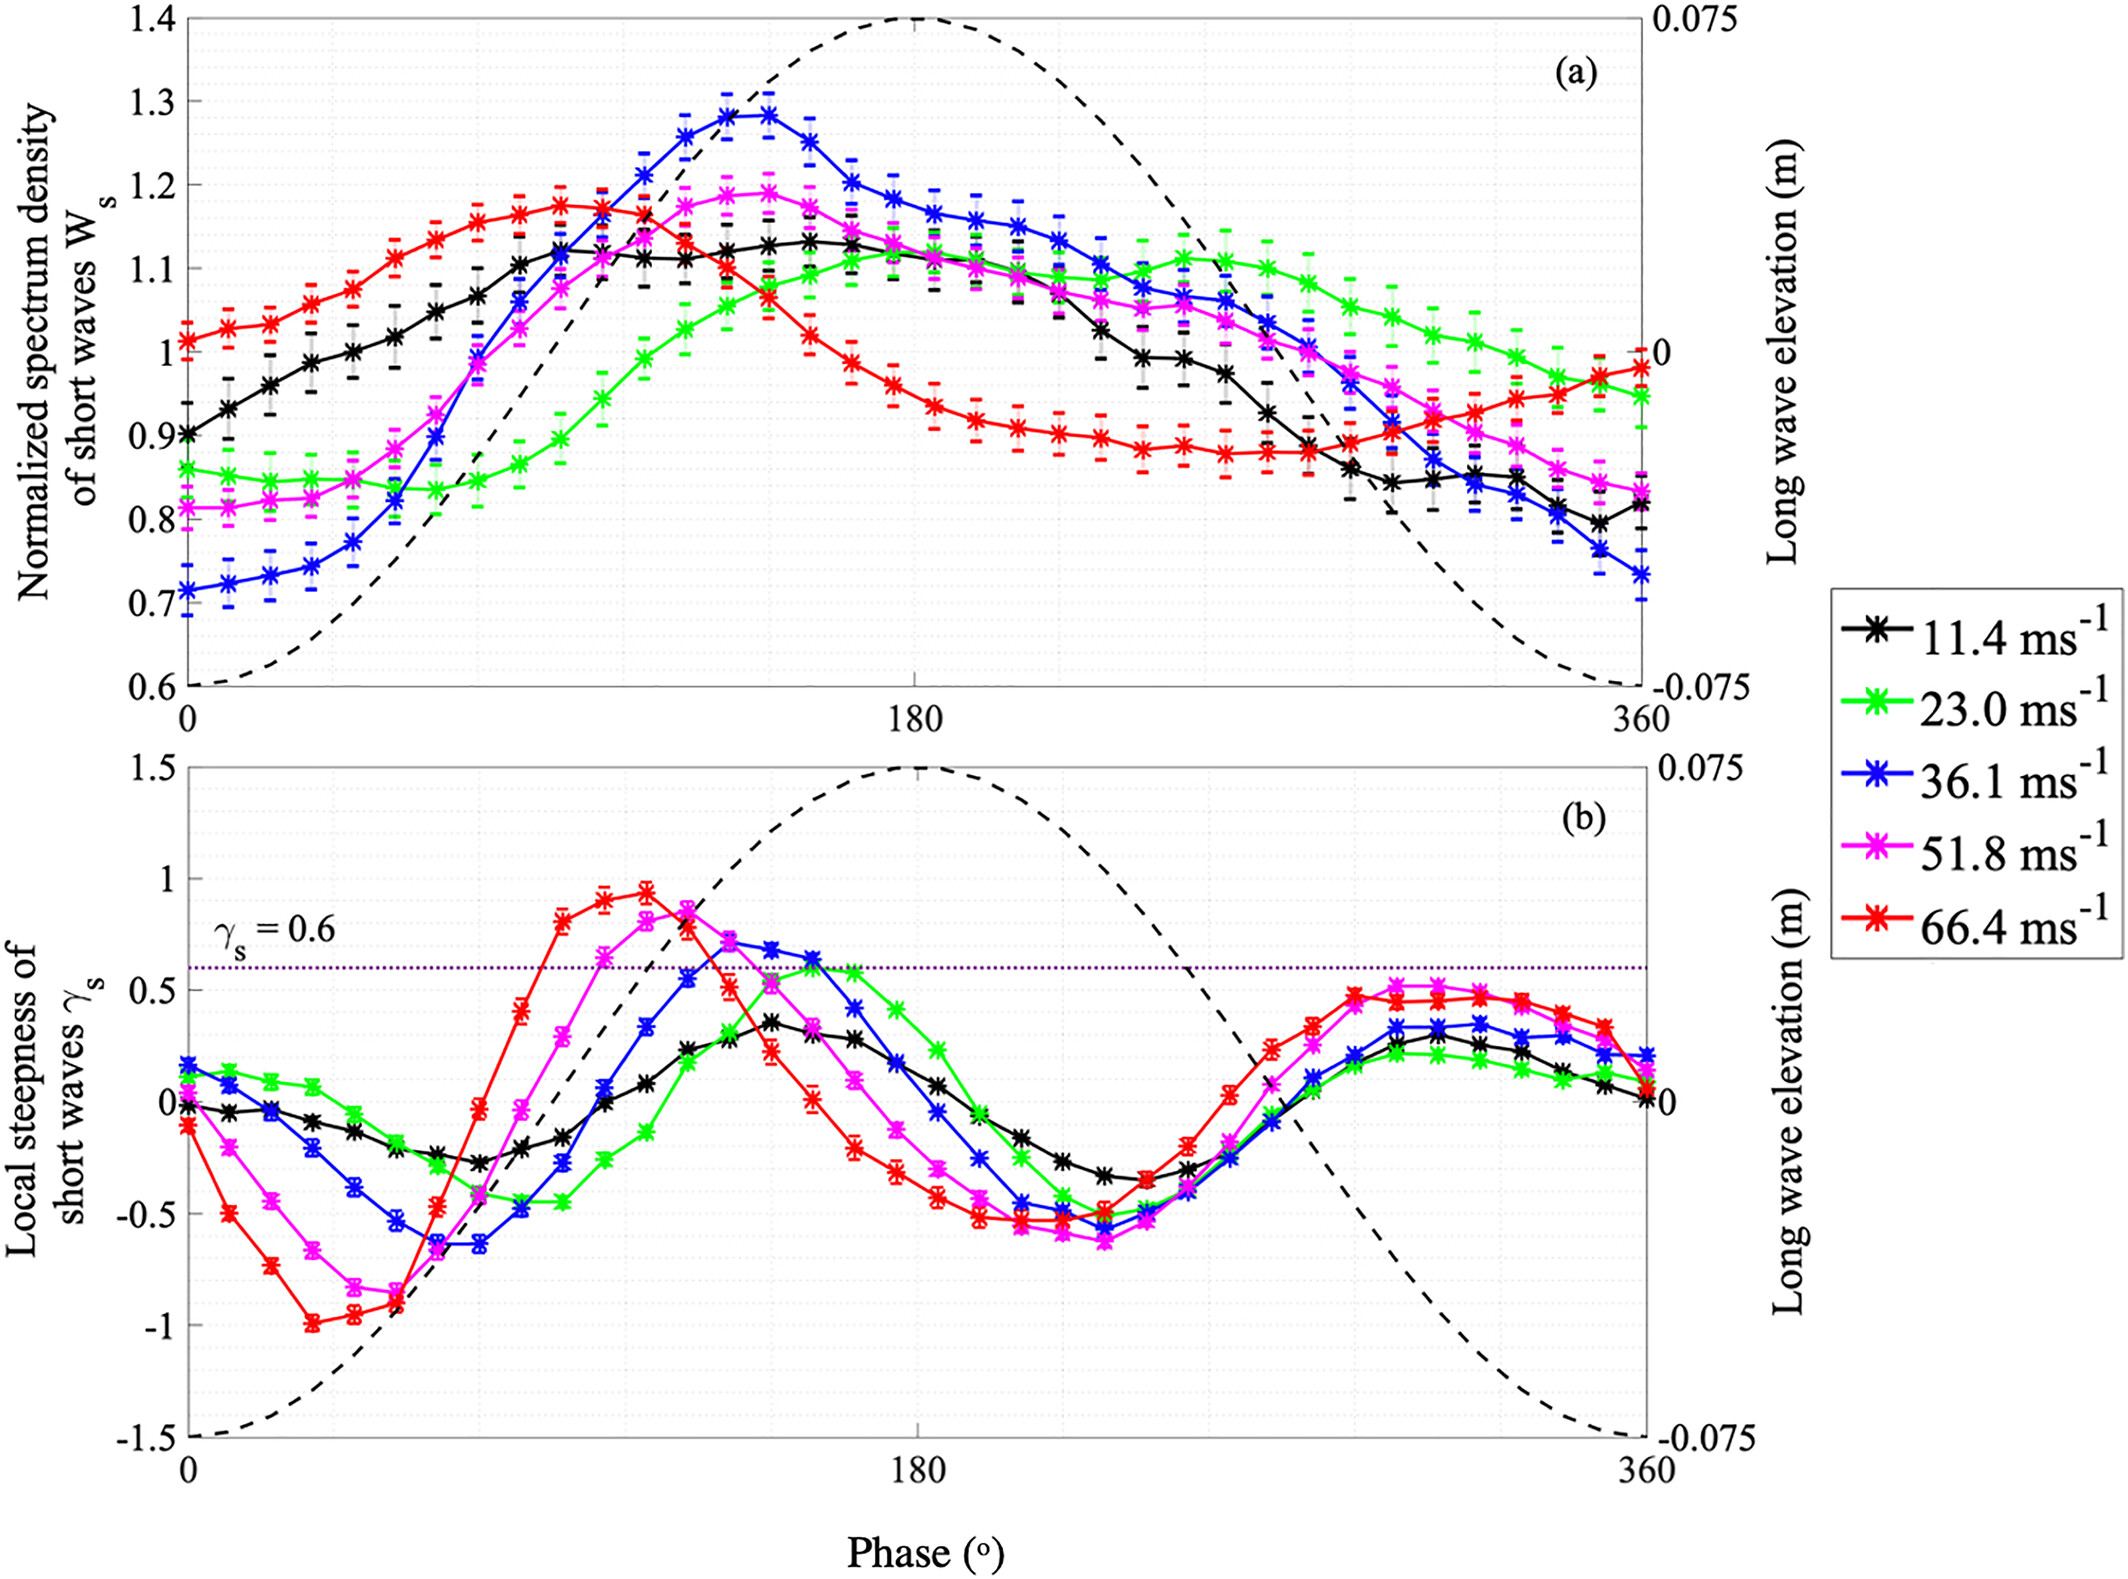 (a)
Normalized spectrum density
of short waves Ws
1.4
1.3
1.2
1.1
1
0.9
0.8
0.7
0.6
0
180
360
0.075
0
-0.075
Long wave elevation (m)
(b)
γs = 0.6
Local steepness of
short waves γs
1.5
1
0.5
0
-0.5
-1
-1.5
0
180
360
0.075
0
-0.075
Long wave elevation (m)
Phase (º)
11.4 ms-1
23.0 ms-1
36.1 ms-1
51.8 ms-1
66.4 ms-1